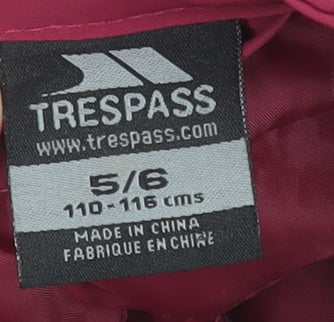 TRESPASS
www.trespass.com
5/6
110-116 cms
MADE IN CHINA
FABRIQUE EN CHINE